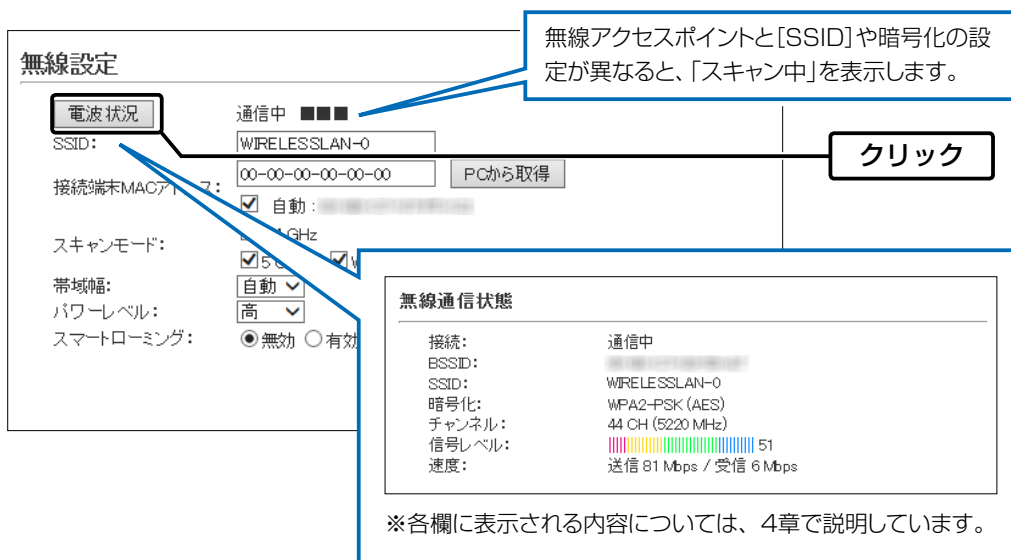 無線アクセスポイントと[SSID]や暗号化の設
定が異なると、「スキャン中」を表示します。
無線設定
電波状況 通信中 ■■■
クリック
SSID: WIRELESSLAN-0
接続端末MACアドレス: 00-00-00-00-00-00 PCから取得
自動:
スキャンモード: GHz
5
帯域幅: 自動
パワーレベル: 高
スマートローミング: 無効 有効
無線通信状態
接続: 通信中
BSSID:
SSID: WIRELESSLAN-0
暗号化: WPA2-PSK (AES)
チャンネル: 44 CH (5220 MHz)
信号レベル: 51
速度: 送信 81 Mbps / 受信 6 Mbps
※各欄に表示される内容については、4章で説明しています。